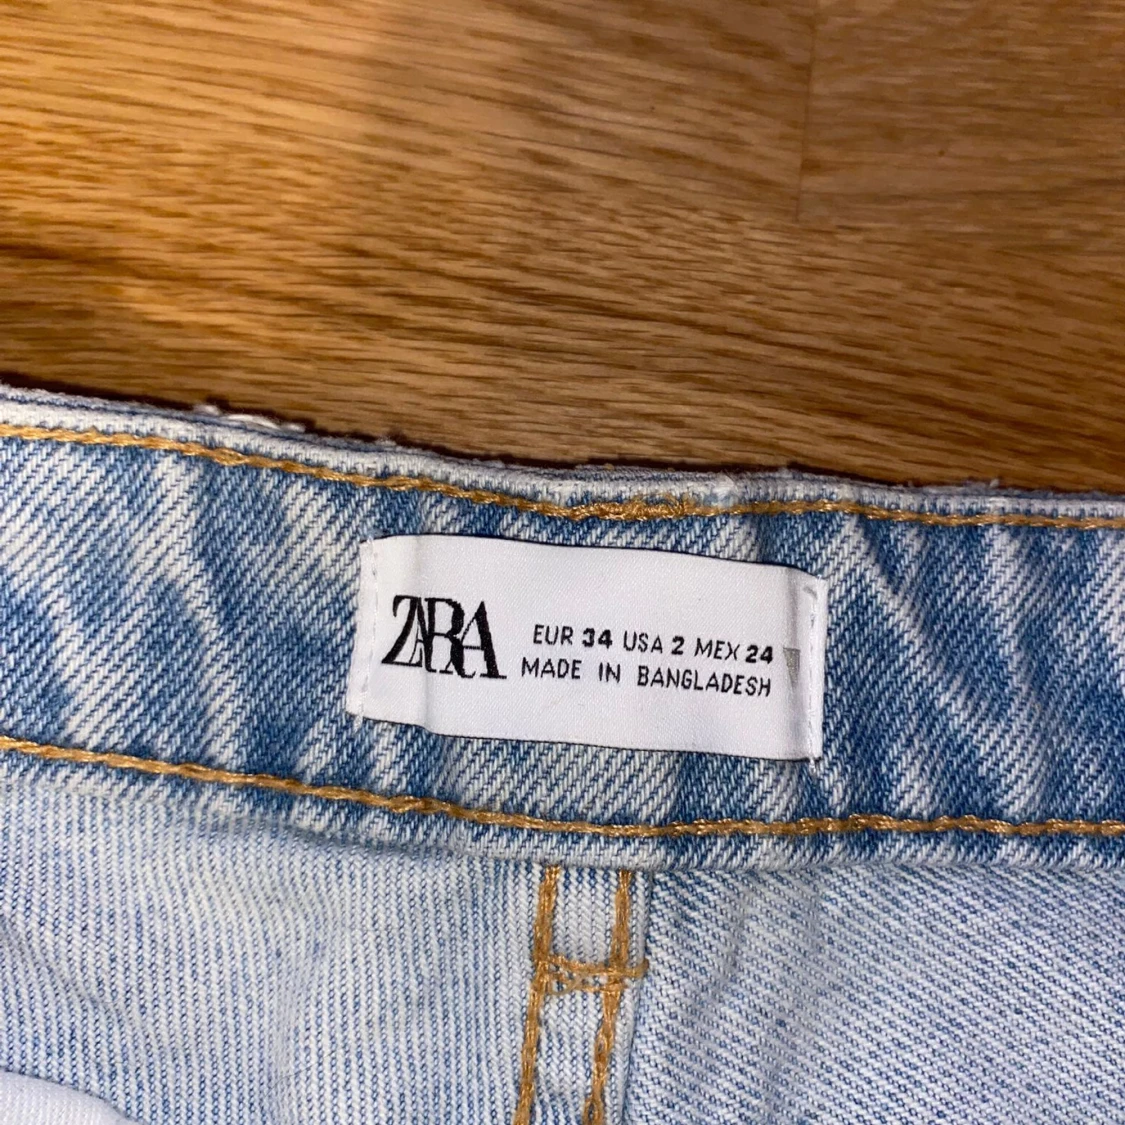 ZARA
EUR 34 USA 2 MEX 24
MADE IN BANGLADESH